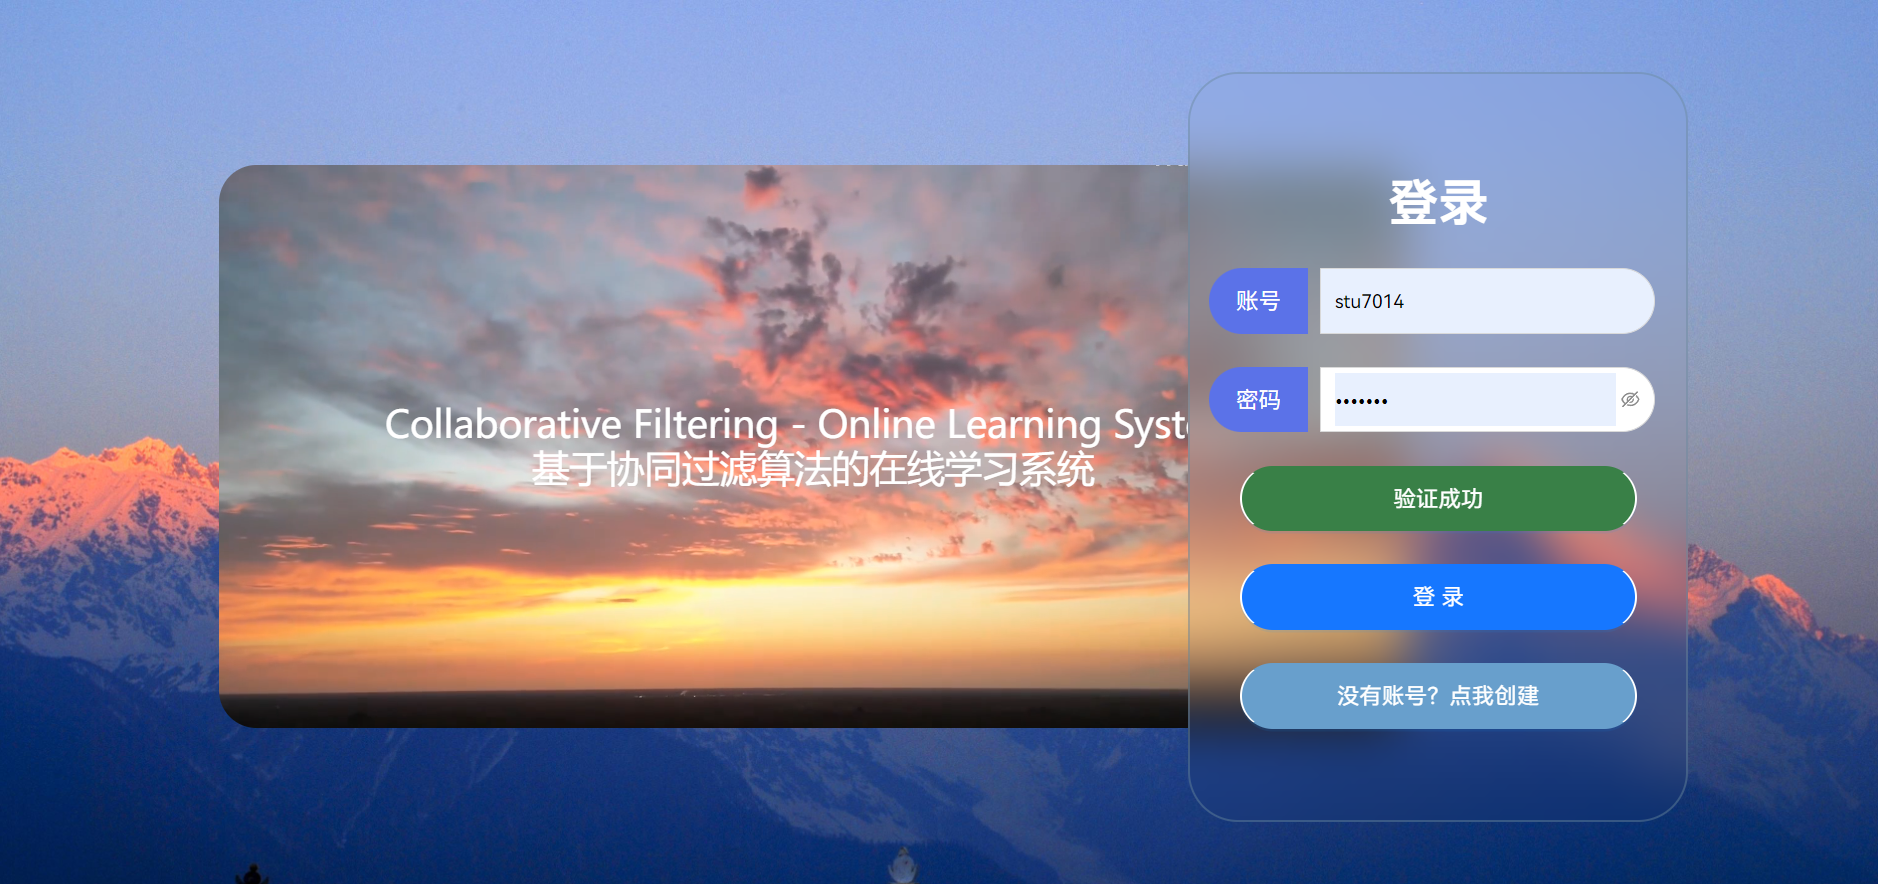 Collaborative Filtering - Online Learning Syst
基于协同过滤算法的在线学习系统
登录
账号
stu7014
密码
•••••••
验证成功
登 录
没有账号？点我创建